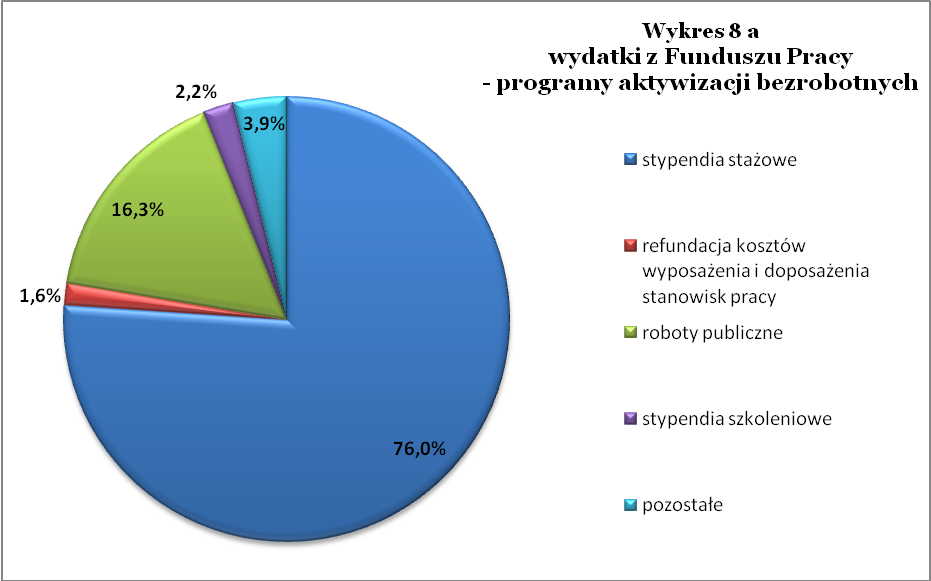 Wykres 8 a
wydatki z Funduszu Pracy
- programy aktywizacji bezrobotnych
2,2%
3,9%
16,3%
1,6%
76,0%
stypendia stażowe
refundacja kosztów
wyposażenia i doposażenia
stanowisk pracy
roboty publiczne
stypendia szkoleniowe
pozostałe